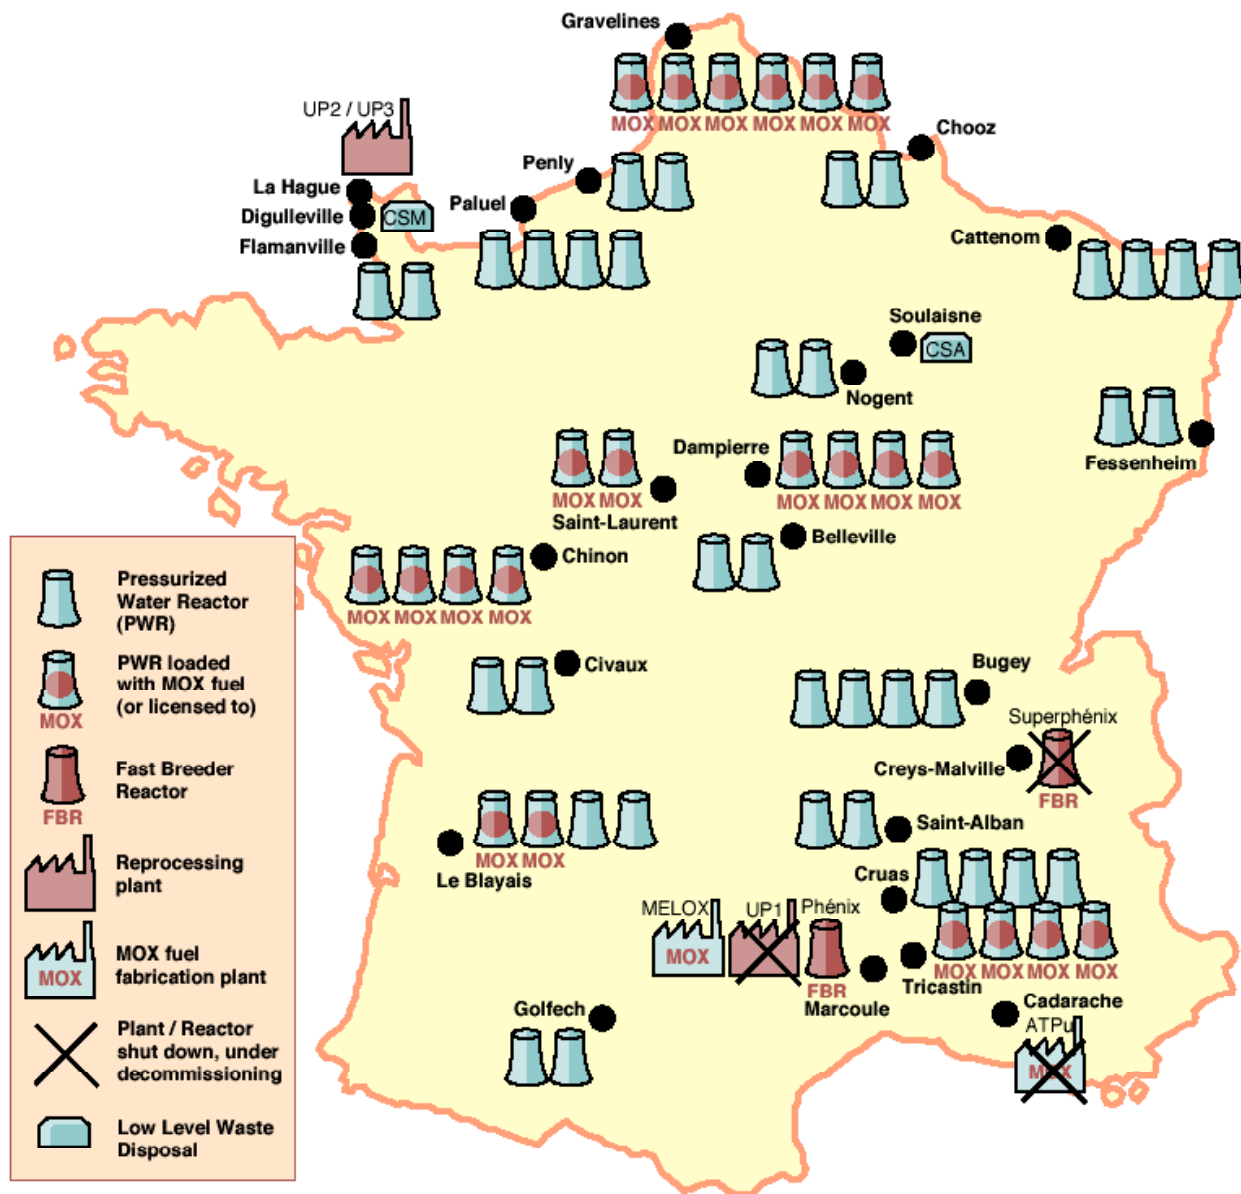 Gravelines
MOX MOX MOX MOX MOX MOX
UP2 / UP3
Chooz
Penly
La Hague
Paluel
Digulleville
CSM
Flamanville
Cattenom
Soulaisne
CSA
Nogent
Dampierre
Fessenheim
MOX MOX
MOX MOX MOX MOX
Saint-Laurent
Belleville
Chinon
MOX MOX MOX MOX
Civaux
Bugey
Superphénix
Creys-Malville
FBR
Saint-Alban
MOX MOX
Le Blayais
Cruas
MELOX
UP1
Phénix
MOX
FBR
Marcoule
MOX MOX MOX MOX
Tricastin
Golfech
Cadarache
ATPu
MOX
Pressurized
Water Reactor
(PWR)
PWR loaded
with MOX fuel
(or licensed to)
MOX
Fast Breeder
Reactor
FBR
Reprocessing
plant
MOX fuel
fabrication plant
MOX
Plant / Reactor
shut down, under
decommissioning
Low Level Waste
Disposal